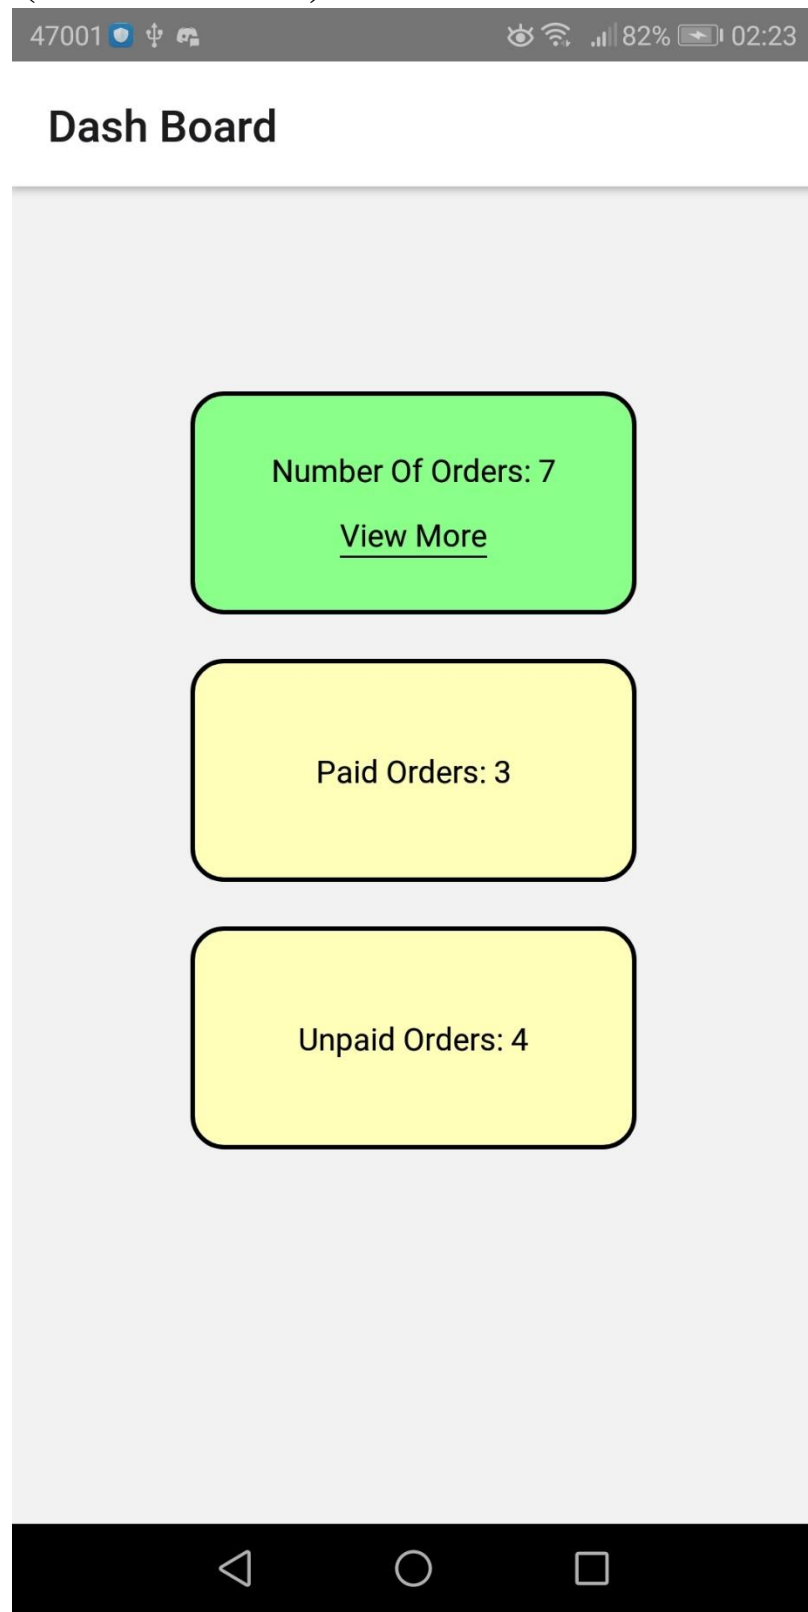 47001 82% 02:23
Dash Board
Number Of Orders: 7
View More
Paid Orders: 3
Unpaid Orders: 4